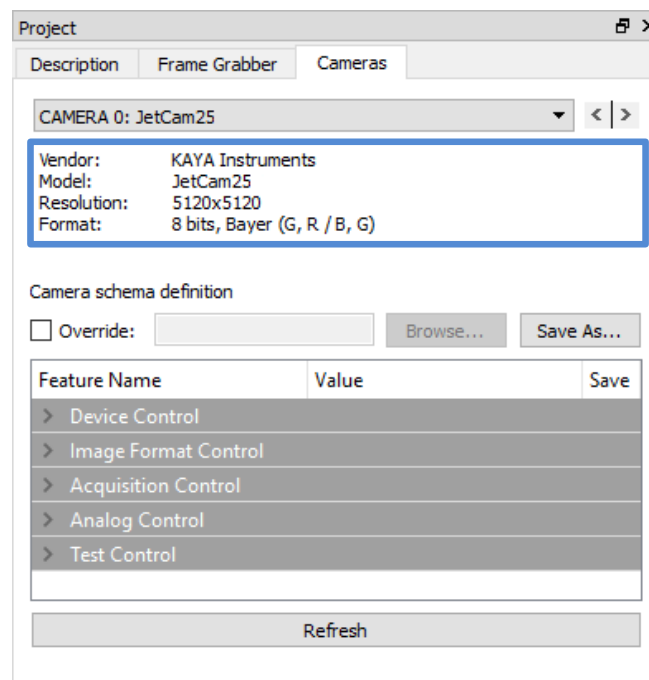 Project
Description Frame Grabber Cameras
CAMERA 0: JetCam25
Vendor: KAYA Instruments
Model: JetCam25
Resolution: 5120x5120
Format: 8 bits, Bayer (G, R / B, G)
Camera schema definition
Override: Browse... Save As...
Feature Name Value Save
Device Control
Image Format Control
Acquisition Control
Analog Control
Test Control
Refresh